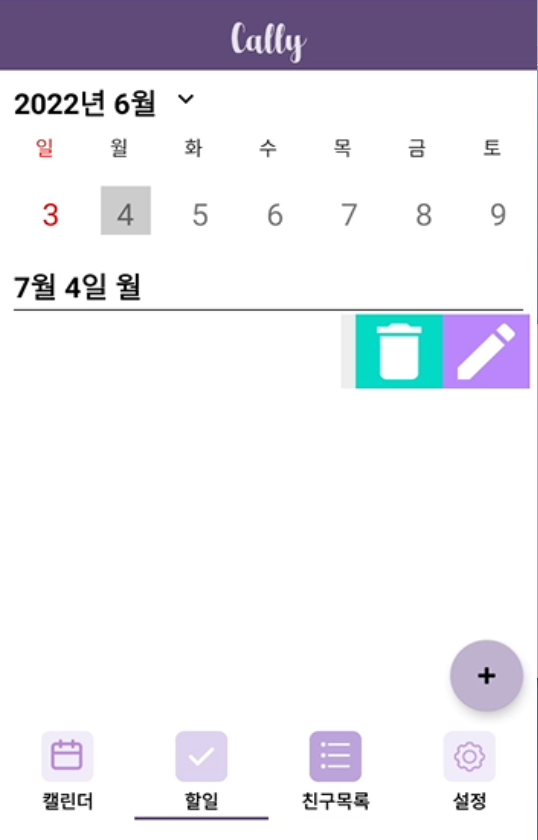 Cally
2022년 6월
일 월 화 수 목 금 토
3 4 5 6 7 8 9
7월 4일 월
+
캘린더 할일 친구목록 설정